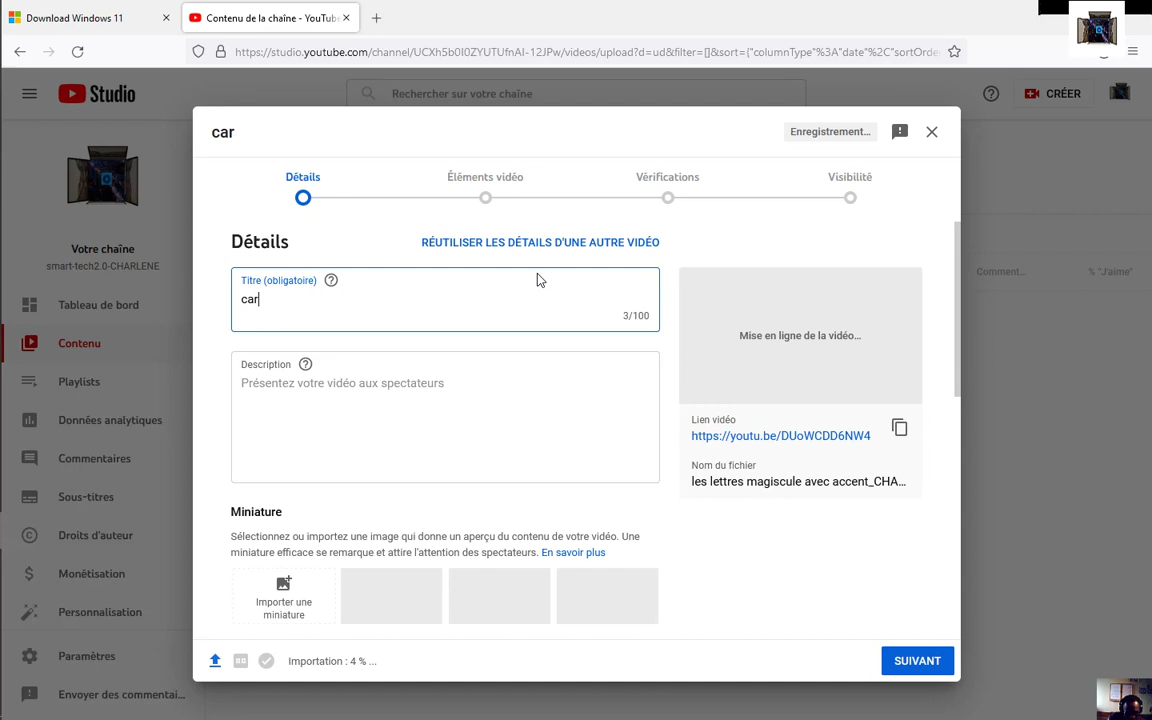 Download Windows 11
Contenu de la chaîne - YouTube
https://studio.youtube.com/channel/UCXh5b0I0ZYUTUfnAI-12JPw/videos/upload?d=ud&filter=[]&sort={"columnType"%3A"date"%2C"sortOrde
Studio
Rechercher sur votre chaîne
CRÉER
car
Enregistrement...
Détails
Éléments vidéo
Vérifications
Visibilité
Votre chaîne
smart-tech2.0-CHARLENE
Détails
RÉUTILISER LES DÉTAILS D'UNE AUTRE VIDÉO
Comment...
% "J'aime"
Titre (obligatoire)
car
3/100
Tableau de bord
Mise en ligne de la vidéo...
Contenu
Description
Présentez votre vidéo aux spectateurs
Playlists
Données analytiques
Lien vidéo
https://youtu.be/DUoWCDD6NW4
Commentaires
Nom du fichier
les lettres magiscule avec accent_CHA...
Sous-titres
Miniature
Droits d'auteur
Sélectionnez ou importez une image qui donne un aperçu du contenu de votre vidéo. Une
miniature efficace se remarque et attire l'attention des spectateurs. En savoir plus
Monétisation
Importer une
miniature
Personnalisation
Paramètres
Importation : 4 % ...
SUIVANT
Envoyer des commentai...